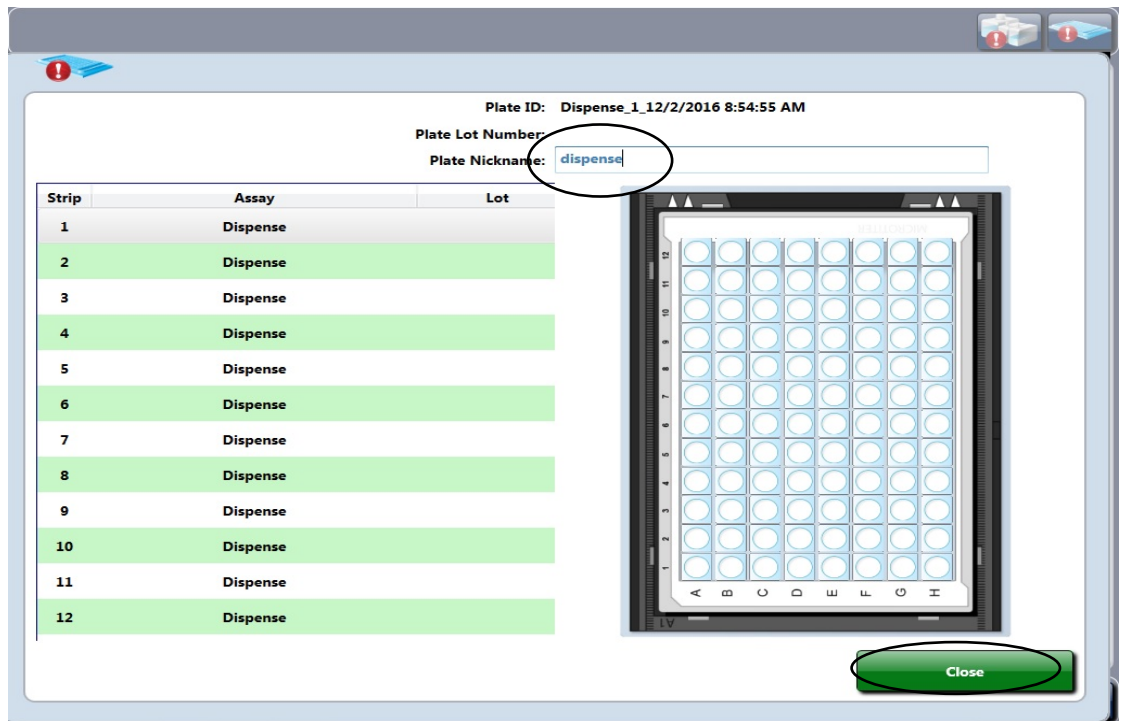 Plate ID: Dispense_1_12/2/2016 8:54:55 AM
Plate Lot Number:
Plate Nickname: dispense
Strip Assay Lot
1 Dispense
2 Dispense
3 Dispense
4 Dispense
5 Dispense
6 Dispense
7 Dispense
8 Dispense
9 Dispense
10 Dispense
11 Dispense
12 Dispense
MICROTITER
12
11
10
9
8
7
6
5
4
3
2
1
A B C D E F G H
A1
Close